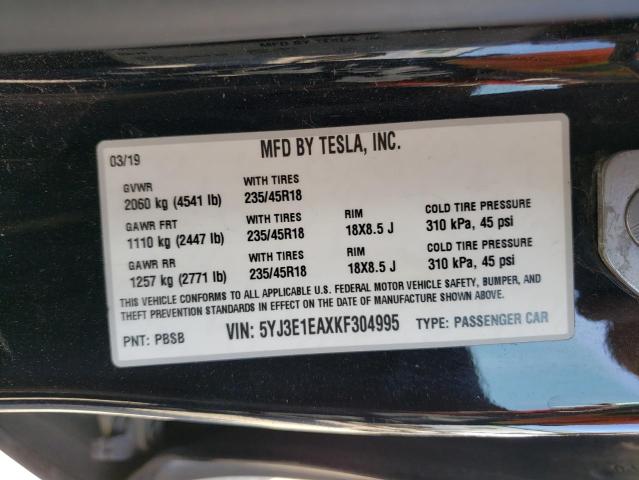 03/19 MFD BY TESLA, INC.
GVWR WITH TIRES
2060 kg (4541 lb) 235/45R18
GAWR FRT WITH TIRES RIM COLD TIRE PRESSURE
1110 kg (2447 lb) 235/45R18 18X8.5 J 310 kPa, 45 psi
GAWR RR WITH TIRES RIM COLD TIRE PRESSURE
1257 kg (2771 lb) 235/45R18 18X8.5 J 310 kPa, 45 psi
THIS VEHICLE CONFORMS TO ALL APPLICABLE U.S. FEDERAL MOTOR VEHICLE SAFETY, BUMPER, AND
THEFT PREVENTION STANDARDS IN EFFECT ON THE DATE OF MANUFACTURE SHOWN ABOVE.
PNT: PBSB VIN: 5YJ3E1EAXKF304995 TYPE: PASSENGER CAR